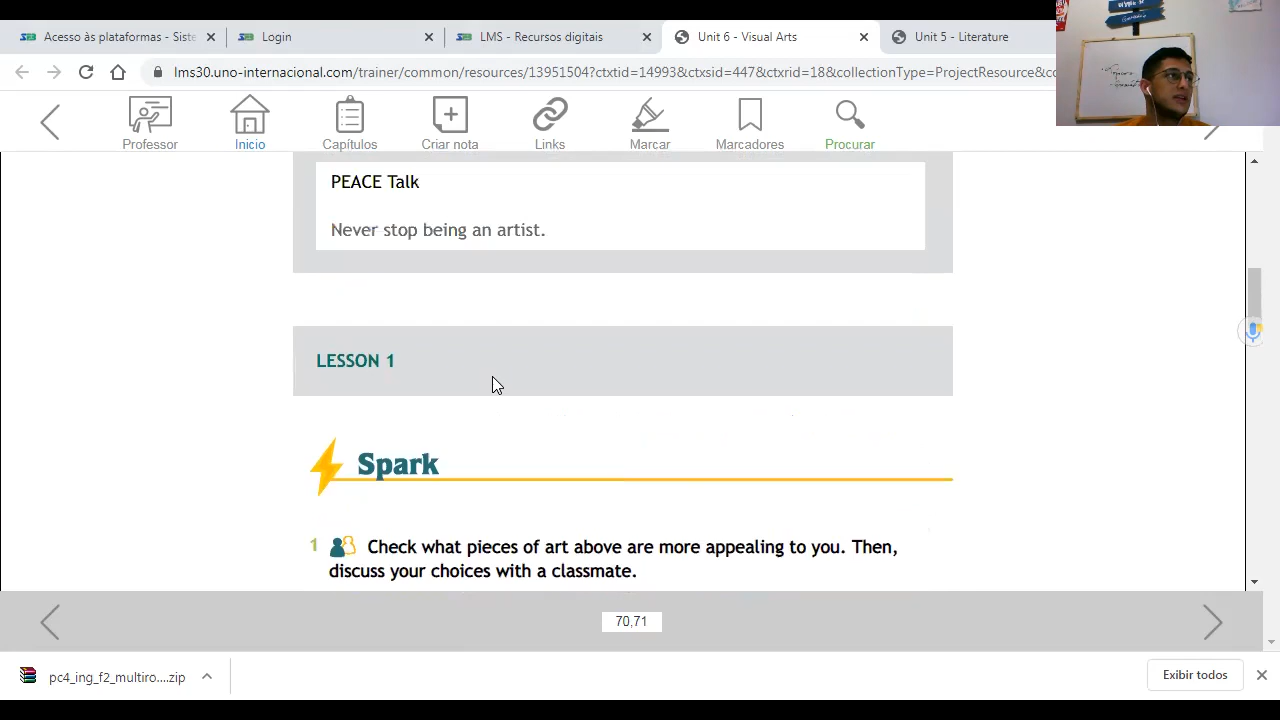 Acesso às plataformas - Siste
Login
LMS - Recursos digitais
Unit 6 - Visual Arts
Unit 5 - Literature
lms30.uno-internacional.com/trainer/common/resources/13951504?ctxtid=14993&ctxsid=447&ctxrid=18&collectionType=ProjectResource&co
Professor
Inicio
Capítulos
Criar nota
Links
Marcar
Marcadores
Procurar
PEACE Talk
Never stop being an artist.
LESSON 1
Spark
1 Check what pieces of art above are more appealing to you. Then,
discuss your choices with a classmate.
70,71
pc4_ing_f2_multiro....zip
Exibir todos